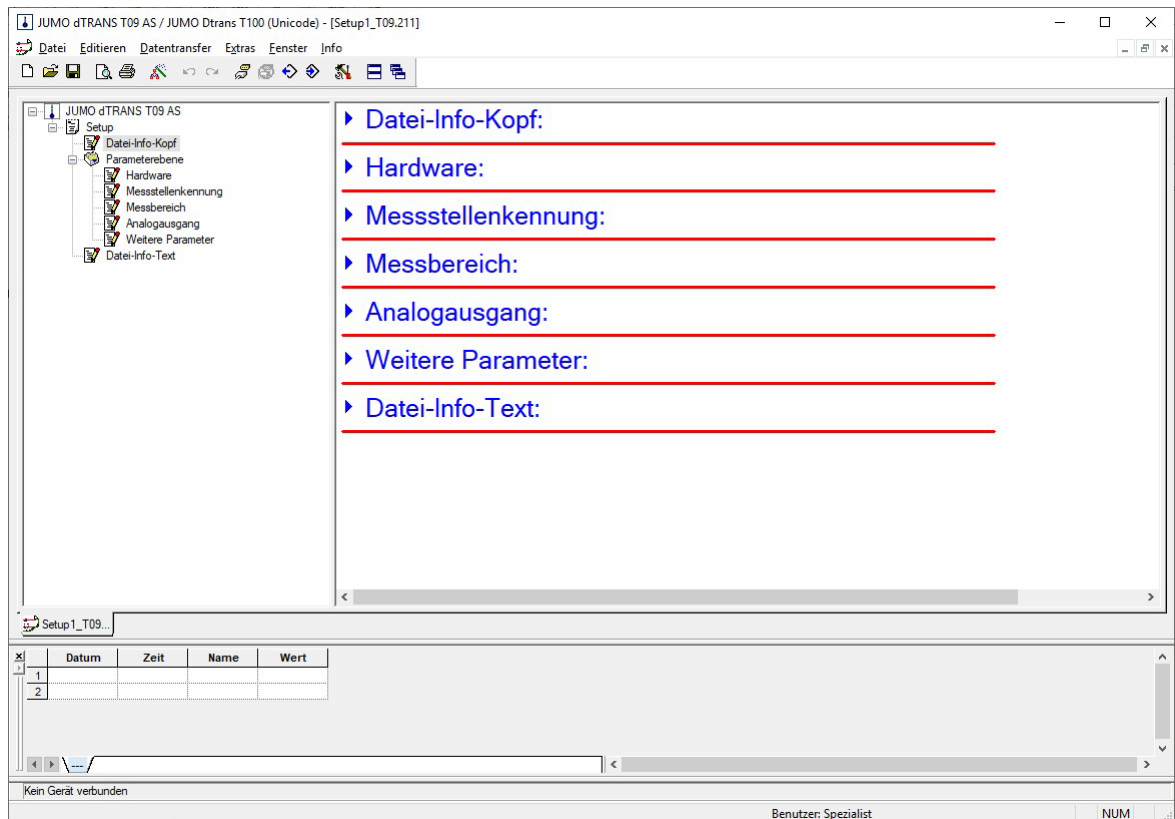 JUMO dTRANS T09 AS / JUMO Dtrans T100 (Unicode) - [Setup1_T09.211]
Datei Editieren Datentransfer Extras Fenster Info
JUMO dTRANS T09 AS
Setup
Datei-Info-Kopf
Parameterebene
Hardware
Messstellenkennung
Messbereich
Analogausgang
Weitere Parameter
Datei-Info-Text
Datei-Info-Kopf:
Hardware:
Messstellenkennung:
Messbereich:
Analogausgang:
Weitere Parameter:
Datei-Info-Text:
Setup1_T09...
Datum Zeit Name Wert
1
2
---
Kein Gerät verbunden
Benutzer: Spezialist NUM